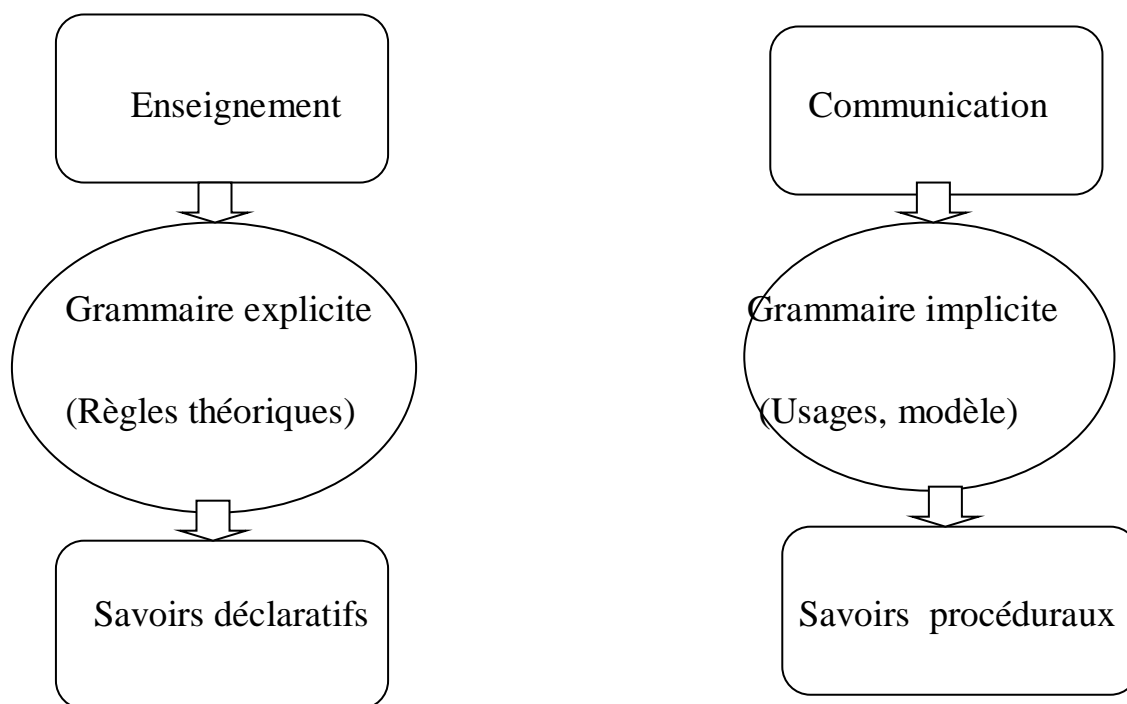 Enseignement
Communication
Grammaire explicite
(Règles théoriques)
Grammaire implicite
(Usages, modèle)
Savoirs déclaratifs
Savoirs procéduraux